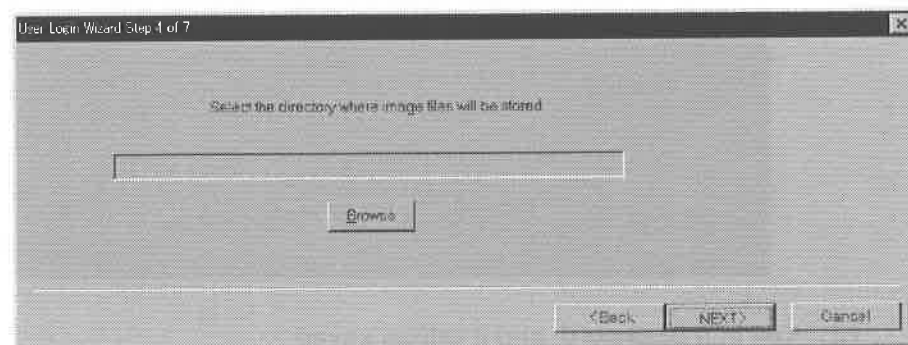 User Login Wizard Step 4 of 7
Select the directory where image files will be stored
Browse
<Back NEXT> Cancel